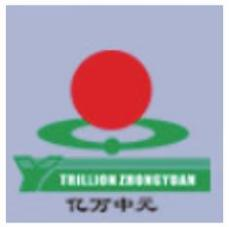 TRILLION ZHONGYUAN
亿万中元